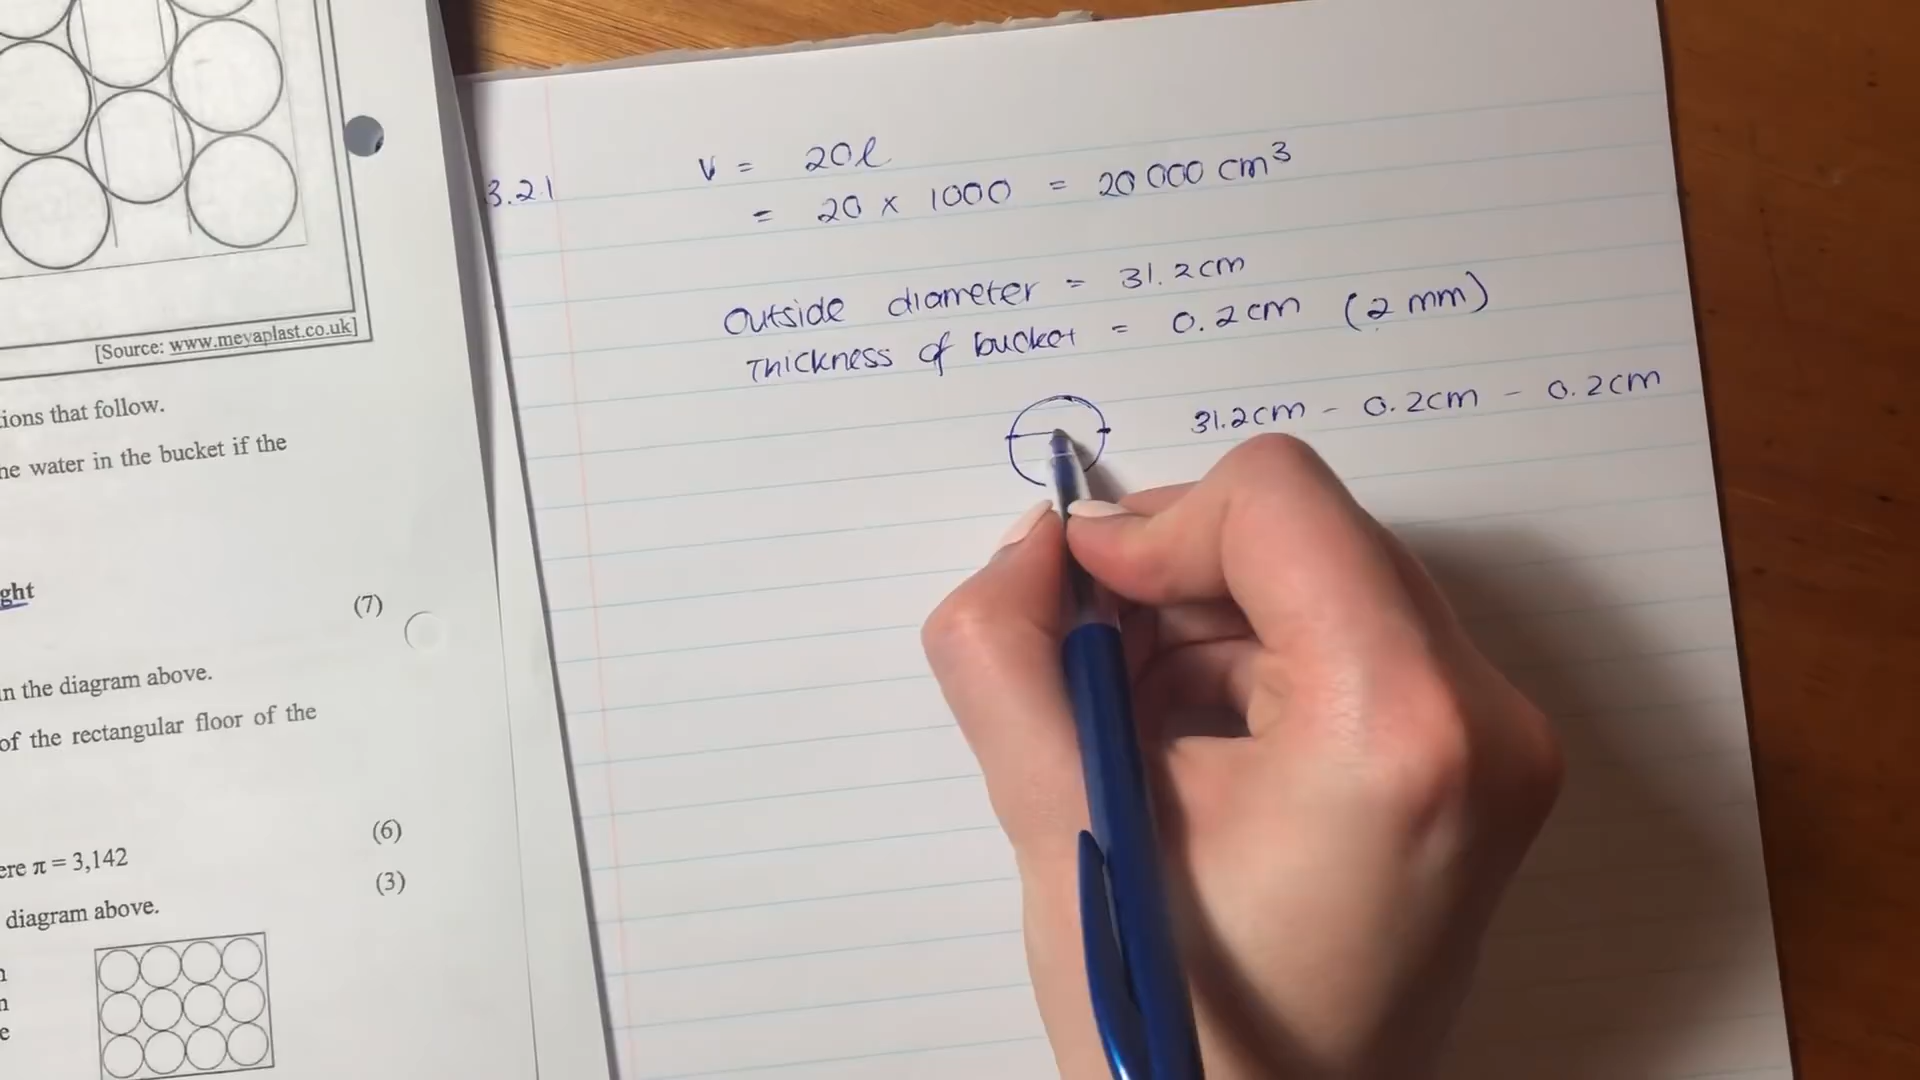 [Source: www.meyaplast.co.uk]
ions that follow.
he water in the bucket if the
ght
(7)
in the diagram above.
of the rectangular floor of the
(6)
ere π = 3,142
(3)
diagram above.
n
n
e
3.2.1
V = 20ℓ
= 20 × 1000 = 20 000 cm³
Outside diameter = 31.2cm
Thickness of bucket = 0.2cm (2 mm)
31.2cm - 0.2cm - 0.2cm